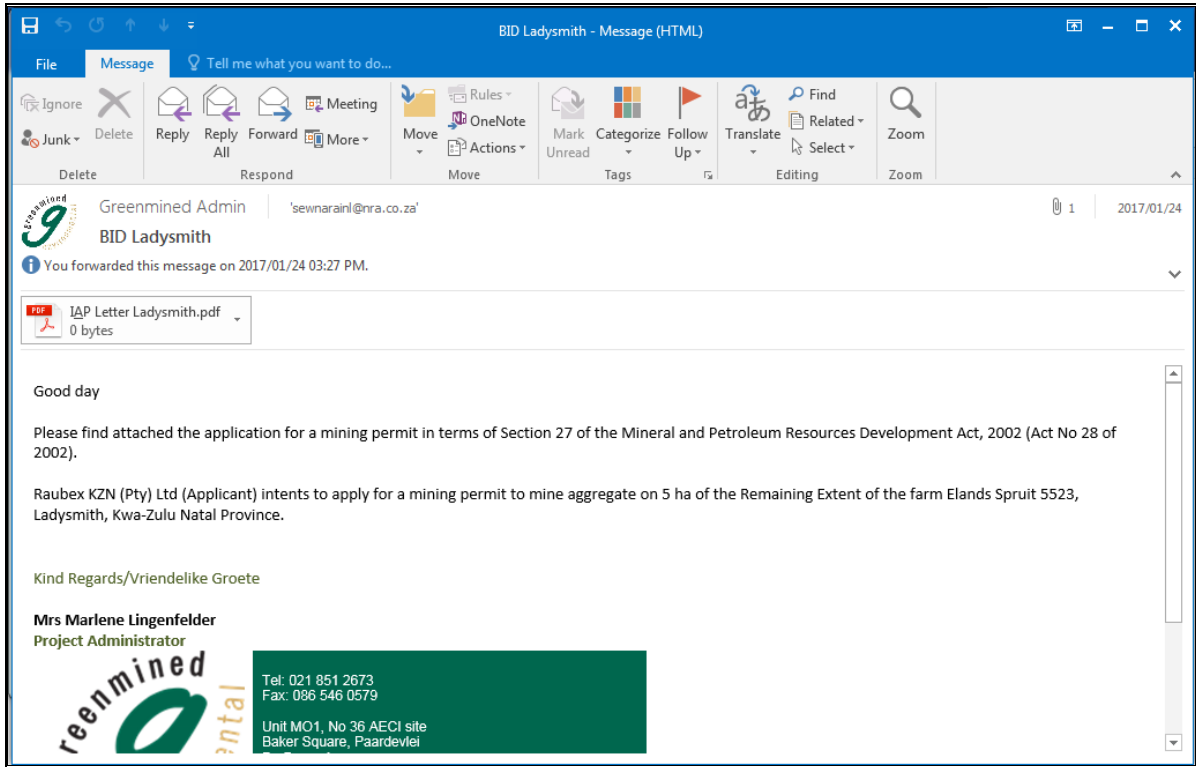 BID Ladysmith - Message (HTML)
File Message Tell me what you want to do...
Ignore
Junk
Delete
Reply
Reply All
Forward
Meeting
More
Move
Rules
OneNote
Actions
Mark Unread
Categorize
Follow Up
Translate
Find
Related
Select
Zoom
Delete Respond Move Tags Editing Zoom
greenmined
Greenmined Admin 'sewnarainl@nra.co.za' 1 2017/01/24
BID Ladysmith
You forwarded this message on 2017/01/24 03:27 PM.
PDF
IAP Letter Ladysmith.pdf
0 bytes
Good day
Please find attached the application for a mining permit in terms of Section 27 of the Mineral and Petroleum Resources Development Act, 2002 (Act No 28 of
2002).
Raubex KZN (Pty) Ltd (Applicant) intents to apply for a mining permit to mine aggregate on 5 ha of the Remaining Extent of the farm Elands Spruit 5523,
Ladysmith, Kwa-Zulu Natal Province.
Kind Regards/Vriendelike Groete
Mrs Marlene Lingenfelder
Project Administrator
greenmined
ental
Tel: 021 851 2673
Fax: 086 546 0579
Unit MO1, No 36 AECI site
Baker Square, Paardevlei